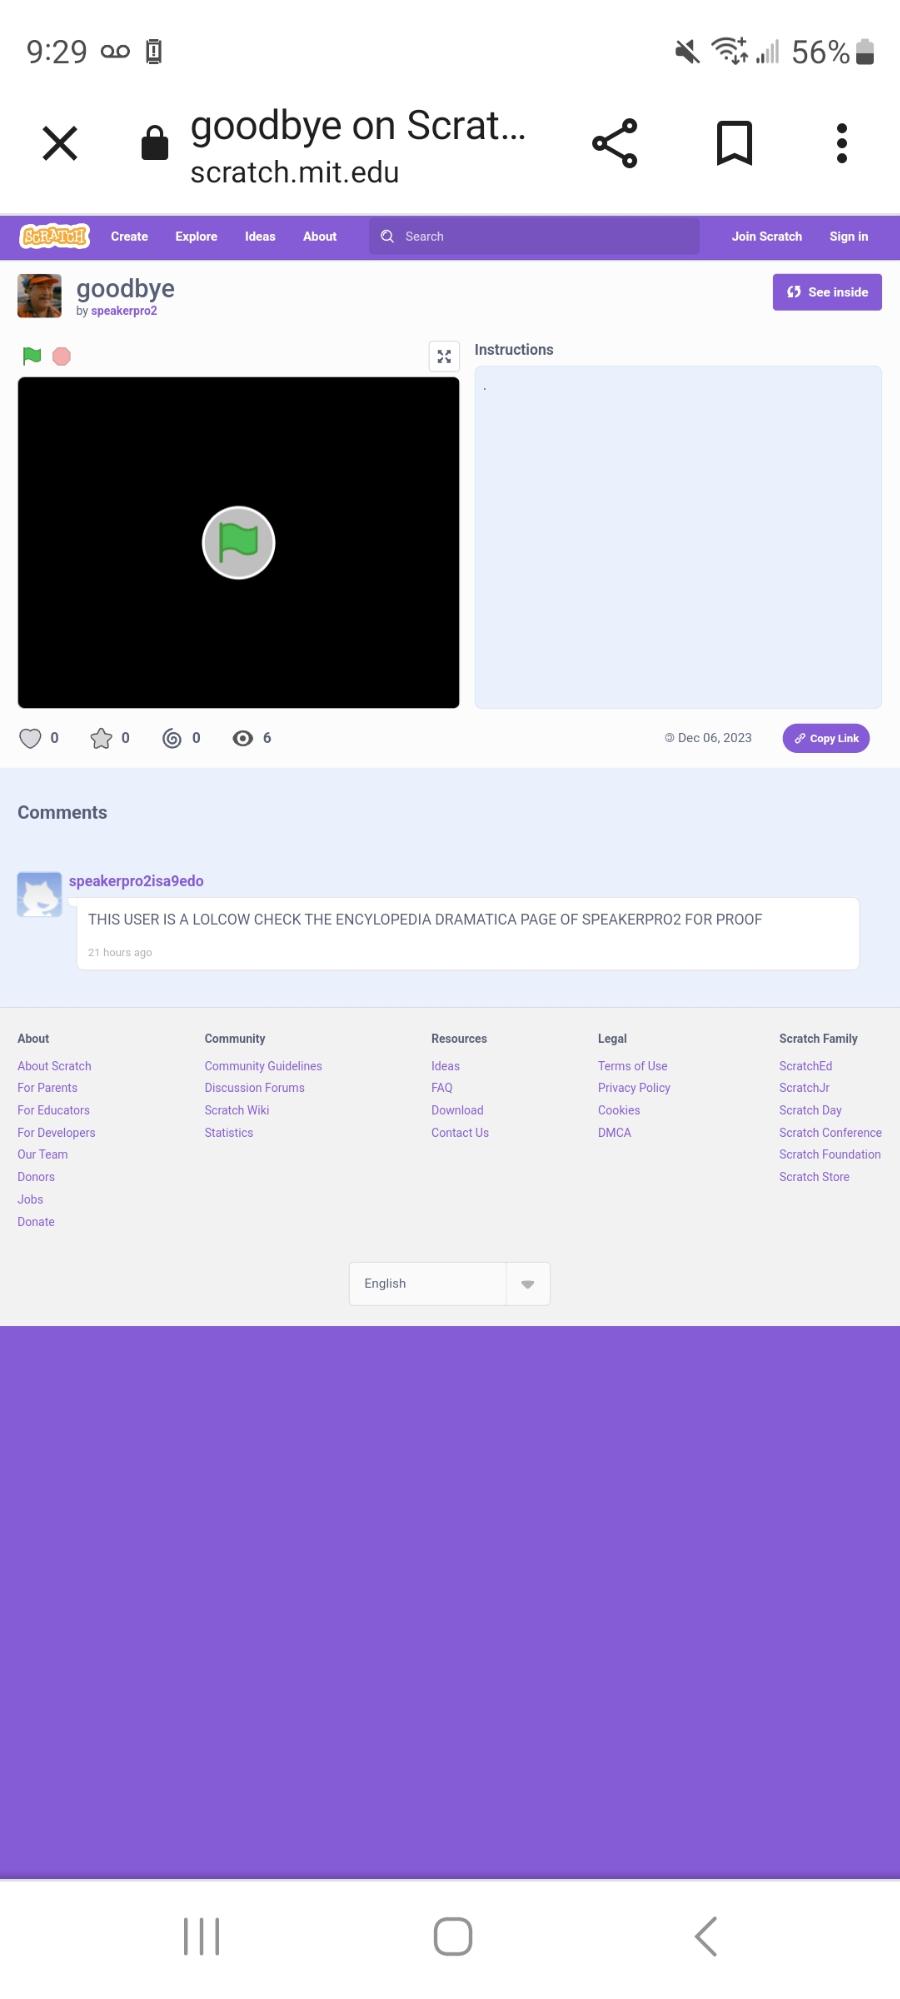 9:29
56%
goodbye on Scrat...
scratch.mit.edu
SCRATCH Create Explore Ideas About Search Join Scratch Sign in
goodbye
by speakerpro2
See inside
Instructions
.
0 0 0 6
© Dec 06, 2023
Copy Link
Comments
speakerpro2isa9edo
THIS USER IS A LOLCOW CHECK THE ENCYLOPEDIA DRAMATICA PAGE OF SPEAKERPRO2 FOR PROOF
21 hours ago
About
About Scratch
For Parents
For Educators
For Developers
Our Team
Donors
Jobs
Donate
Community
Community Guidelines
Discussion Forums
Scratch Wiki
Statistics
Resources
Ideas
FAQ
Download
Contact Us
Legal
Terms of Use
Privacy Policy
Cookies
DMCA
Scratch Family
ScratchEd
ScratchJr
Scratch Day
Scratch Conference
Scratch Foundation
Scratch Store
English